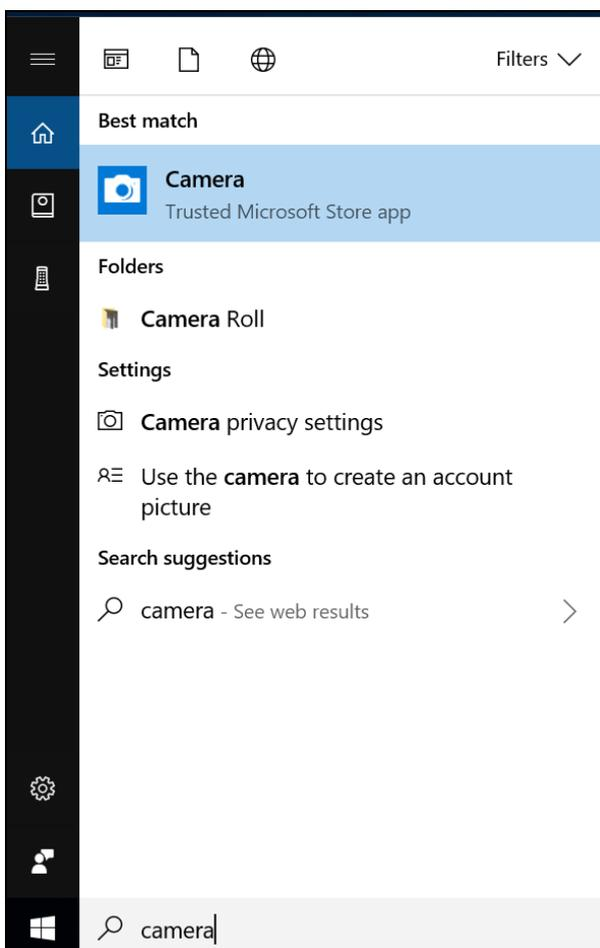 Filters
Best match
Camera
Trusted Microsoft Store app
Folders
Camera Roll
Settings
Camera privacy settings
Use the camera to create an account
picture
Search suggestions
camera - See web results
camera